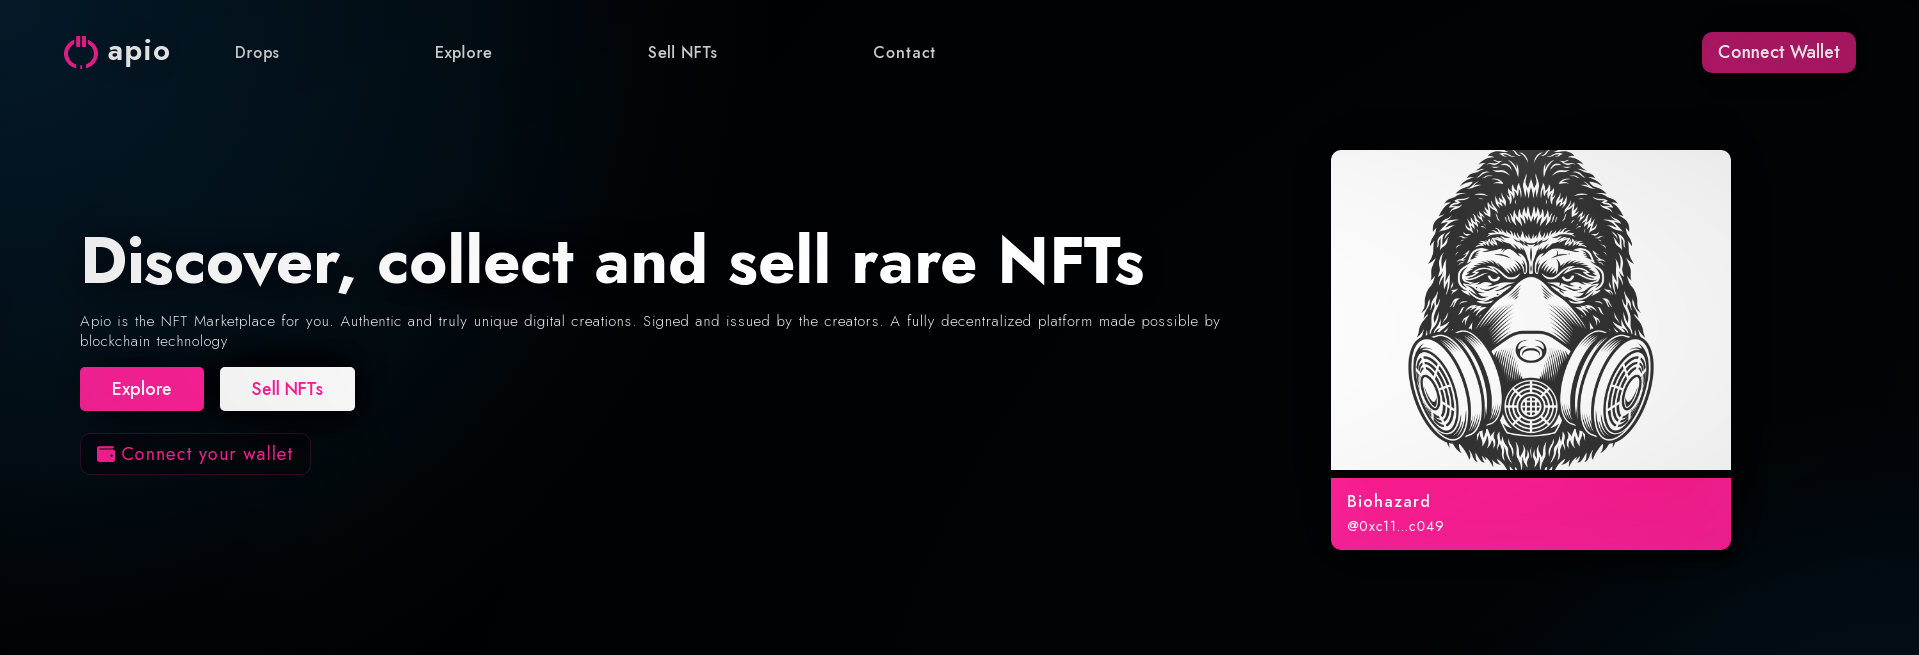 apio
Drops
Explore
Sell NFTs
Contact
Connect Wallet
Discover, collect and sell rare NFTs
Apio is the NFT Marketplace for you. Authentic and truly unique digital creations. Signed and issued by the creators. A fully decentralized platform made possible by
blockchain technology
Explore
Sell NFTs
Connect your wallet
Biohazard
@0xc11...c049